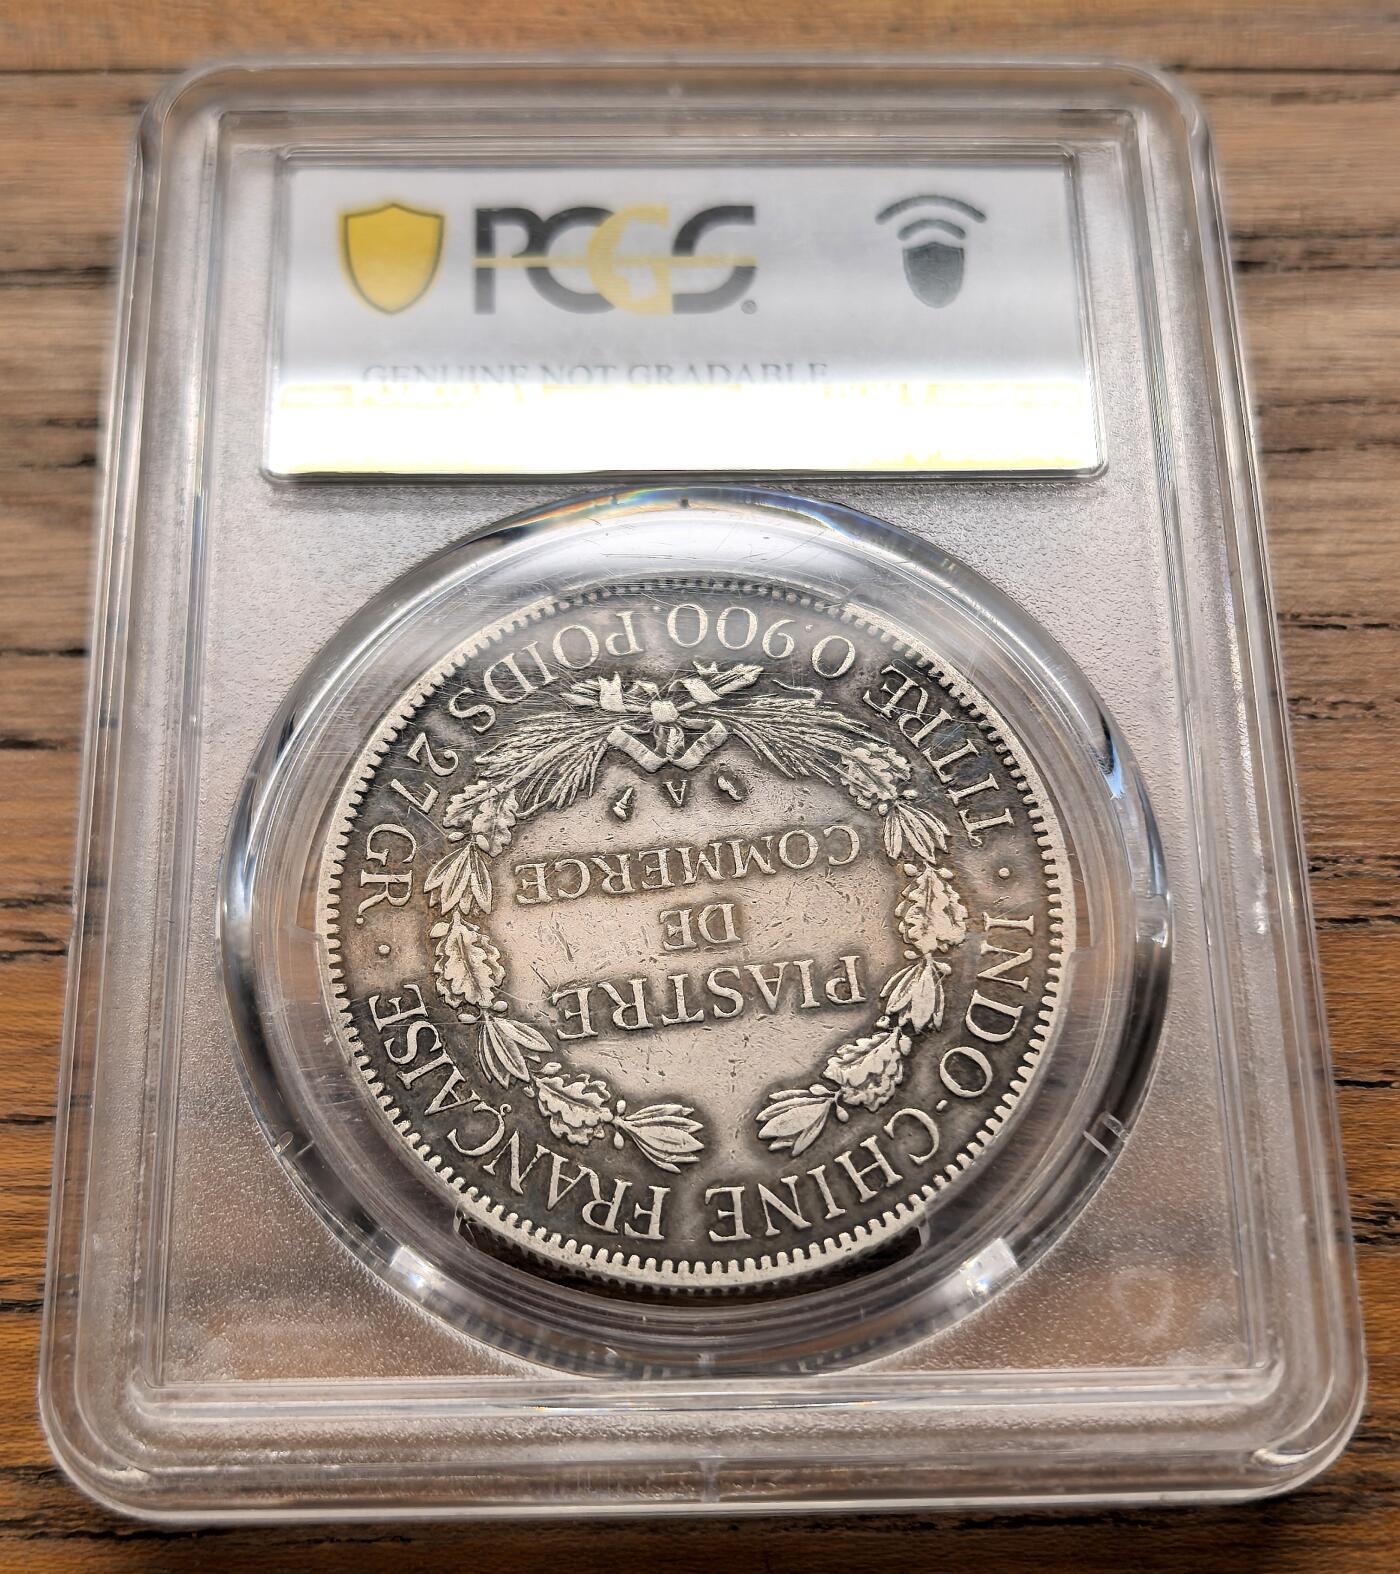 PCGS
GENUINE NOT GRADABLE
INDO-CHINE FRANÇAISE
PIASTRE
DE
COMMERCE
A
TITRE 0.900. POIDS 27 GR.